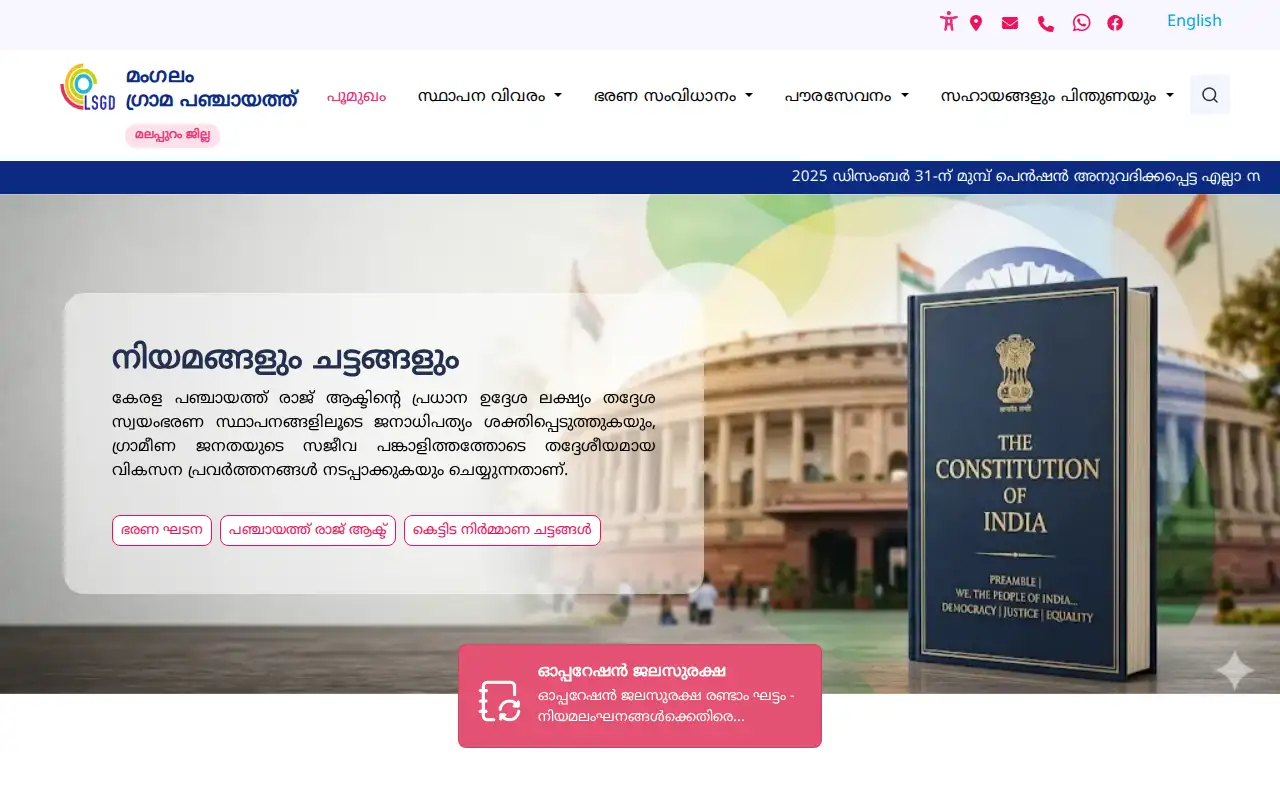 English
LSGD
മംഗലം
ഗ്രാമ പഞ്ചായത്ത്
മലപ്പുറം ജില്ല
പൂമുഖം
സ്ഥാപന വിവരം
ഭരണ സംവിധാനം
പൗരസേവനം
സഹായങ്ങളും പിന്തുണയും
2025 ഡിസംബർ 31-ന് മുമ്പ് പെൻഷൻ അനുവദിക്കപ്പെട്ട എല്ലാ
നിയമങ്ങളും ചട്ടങ്ങളും
കേരള പഞ്ചായത്ത് രാജ് ആക്ടിന്റെ പ്രധാന ഉദ്ദേശ ലക്ഷ്യം തദ്ദേശ
സ്വയംഭരണ സ്ഥാപനങ്ങളിലൂടെ ജനാധിപത്യം ശക്തിപ്പെടുത്തുകയും,
ഗ്രാമീണ ജനതയുടെ സജീവ പങ്കാളിത്തത്തോടെ തദ്ദേശീയമായ
വികസന പ്രവർത്തനങ്ങൾ നടപ്പാക്കുകയും ചെയ്യുന്നതാണ്.
ഭരണ ഘടന
പഞ്ചായത്ത് രാജ് ആക്ട്
കെട്ടിട നിർമ്മാണ ചട്ടങ്ങൾ
THE
CONSTITUTION
OF
INDIA
PREAMBLE |
WE, THE PEOPLE OF INDIA...
DEMOCRACY | JUSTICE | EQUALITY
ഓപ്പറേഷൻ ജലസുരക്ഷ
ഓപ്പറേഷൻ ജലസുരക്ഷ രണ്ടാം ഘട്ടം -
നിയമലംഘനങ്ങൾക്കെതിരെ...